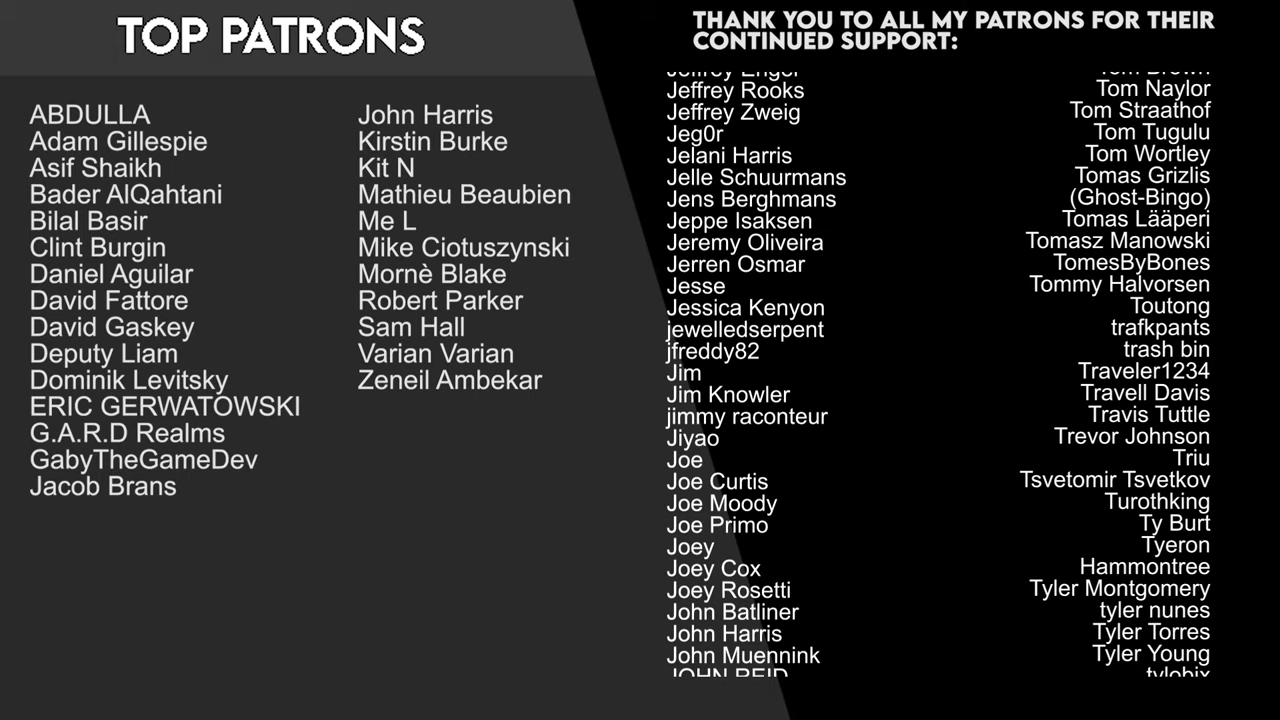 TOP PATRONS
ABDULLA
Adam Gillespie
Asif Shaikh
Bader AlQahtani
Bilal Basir
Clint Burgin
Daniel Aguilar
David Fattore
David Gaskey
Deputy Liam
Dominik Levitsky
ERIC GERWATOWSKI
G.A.R.D Realms
GabyTheGameDev
Jacob Brans
John Harris
Kirstin Burke
Kit N
Mathieu Beaubien
Me L
Mike Ciotuszynski
Mornè Blake
Robert Parker
Sam Hall
Varian Varian
Zeneil Ambekar
THANK YOU TO ALL MY PATRONS FOR THEIR
CONTINUED SUPPORT:
Jeffrey Rooks
Jeffrey Zweig
Jeg0r
Jelani Harris
Jelle Schuurmans
Jens Berghmans
Jeppe Isaksen
Jeremy Oliveira
Jerren Osmar
Jesse
Jessica Kenyon
jewelledserpent
jfreddy82
Jim
Jim Knowler
jimmy raconteur
Jiyao
Joe
Joe Curtis
Joe Moody
Joe Primo
Joey
Joey Cox
Joey Rosetti
John Batliner
John Harris
John Muennink
JOHN REID
Tom Brown
Tom Naylor
Tom Straathof
Tom Tugulu
Tom Wortley
Tomas Grizlis
(Ghost-Bingo)
Tomas Lääperi
Tomasz Manowski
TomesByBones
Tommy Halvorsen
Toutong
trafkpants
trash bin
Traveler1234
Travell Davis
Travis Tuttle
Trevor Johnson
Triu
Tsvetomir Tsvetkov
Turothking
Ty Burt
Tyeron
Hammontree
Tyler Montgomery
tyler nunes
Tyler Torres
Tyler Young